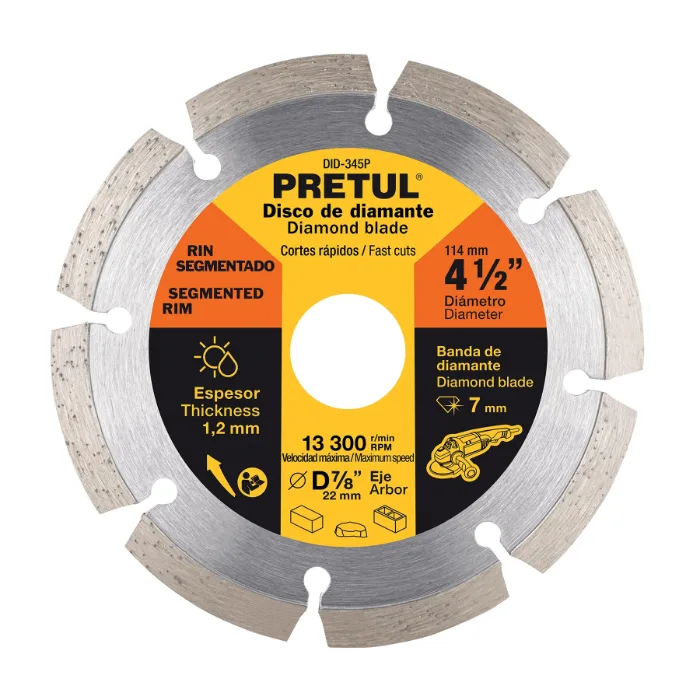 DID-345P
PRETUL®
Disco de diamante
Diamond blade
Cortes rápidos / Fast cuts
RIN
SEGMENTADO
SEGMENTED
RIM
114 mm
4 ½”
Diámetro
Diameter
Espesor
Thickness
1,2 mm
Banda de
diamante
Diamond blade
7 mm
13 300 r/min
RPM
Velocidad máxima / Maximum speed
D⅞” Eje
22 mm Arbor